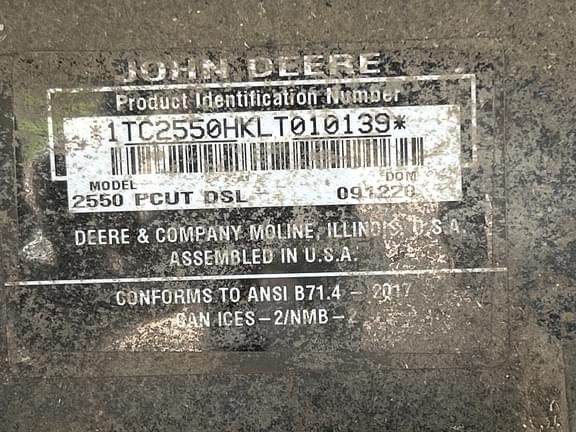 JOHN DEERE
Product Identification Number
*1TC2550HKLT010139*
MODEL DOM
2550 PCUT DSL 091220
DEERE & COMPANY MOLINE, ILLINOIS, U.S.A.
ASSEMBLED IN U.S.A.
CONFORMS TO ANSI B71.4 - 2017
CAN ICES-2/NMB-2